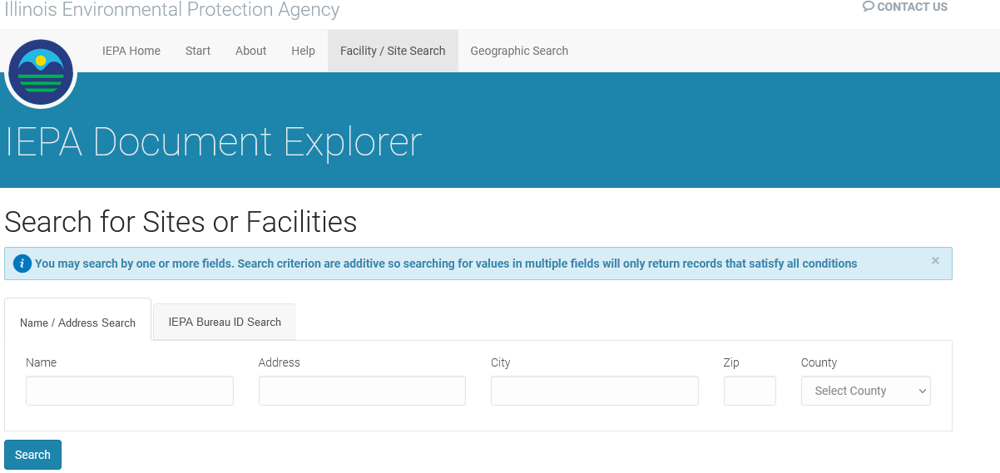 Illinois Environmental Protection Agency
CONTACT US
IEPA Home Start About Help Facility / Site Search Geographic Search
IEPA Document Explorer
Search for Sites or Facilities
You may search by one or more fields. Search criterion are additive so searching for values in multiple fields will only return records that satisfy all conditions ×
Name / Address Search IEPA Bureau ID Search
Name Address City Zip County
Select County
Search